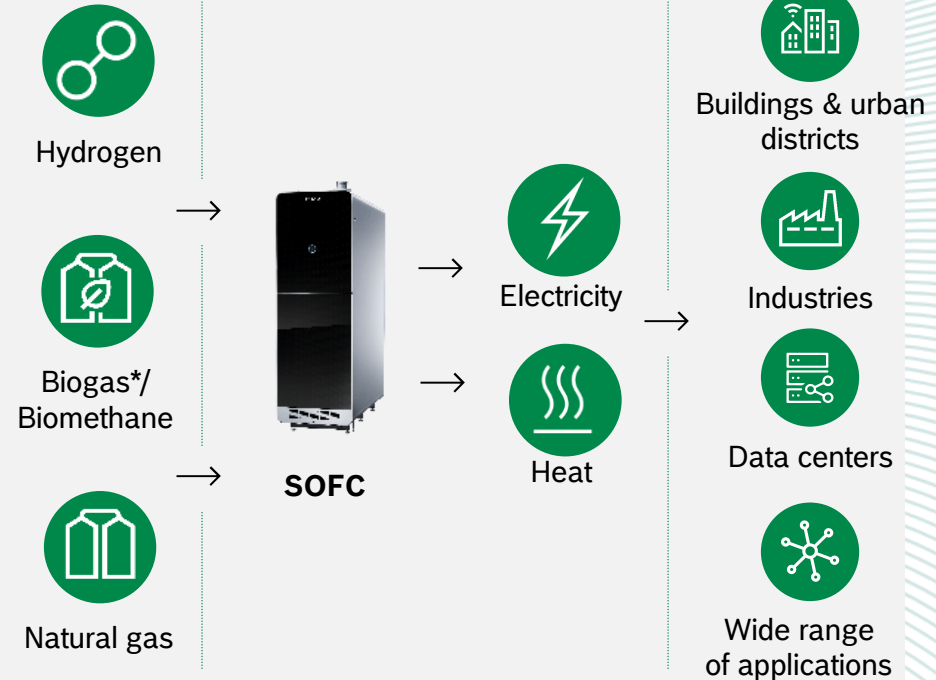 Hydrogen
Biogas*/
Biomethane
Natural gas
SOFC
Electricity
Heat
Buildings & urban
districts
Industries
Data centers
Wide range
of applications